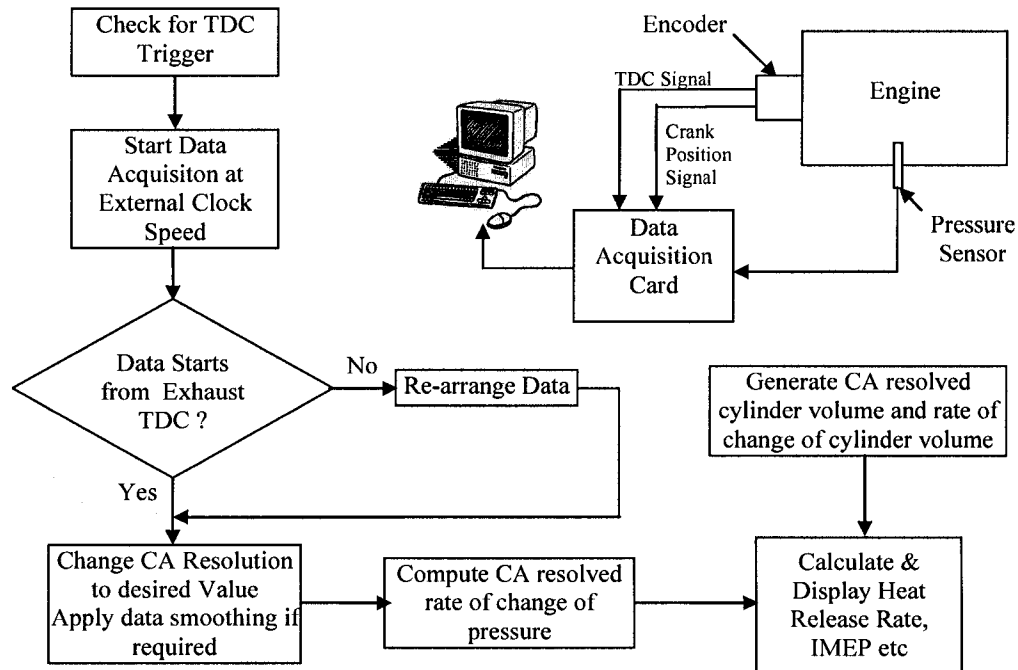 Check for TDC
Trigger
Start Data
Acquisiton at
External Clock
Speed
Data Starts
from Exhaust
TDC ?
No
Re-arrange Data
Yes
Change CA Resolution
to desired Value
Apply data smoothing if
required
Compute CA resolved
rate of change of
pressure
Encoder
TDC Signal
Engine
Crank
Position
Signal
Pressure
Sensor
Data
Acquisition
Card
Generate CA resolved
cylinder volume and rate of
change of cylinder volume
Calculate &
Display Heat
Release Rate,
IMEP etc